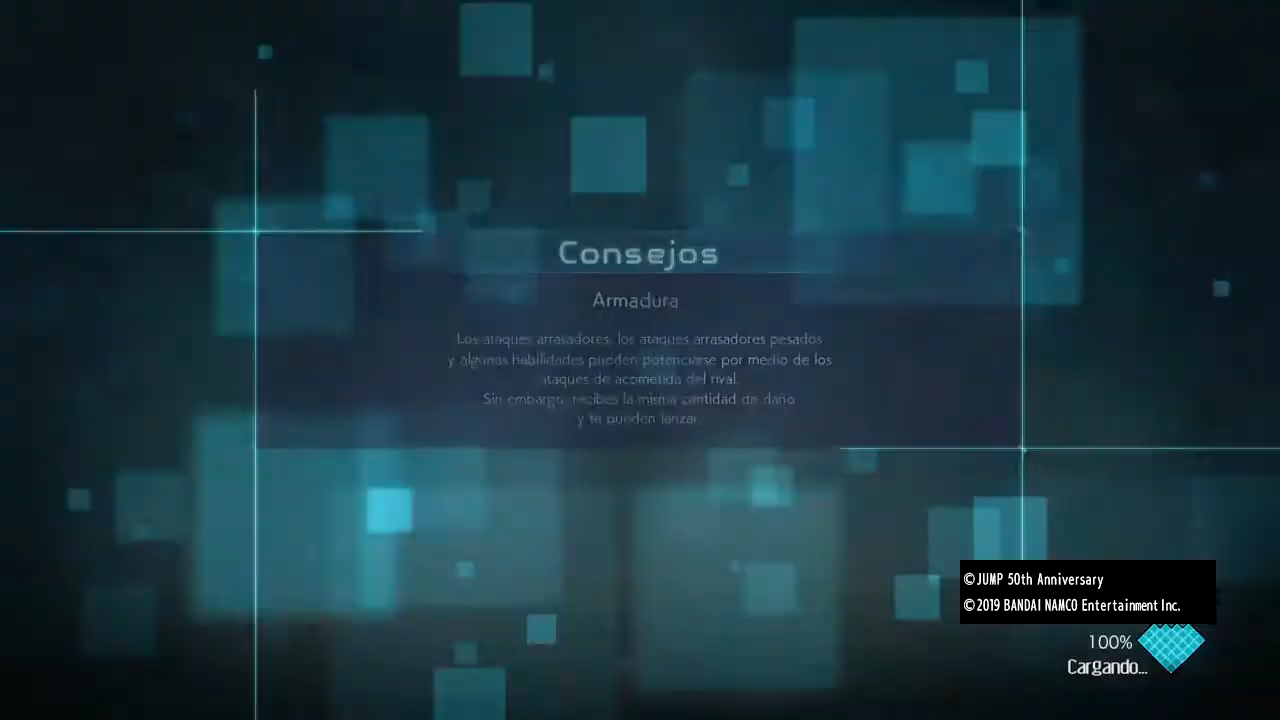 Consejos
Armadura
Los ataques arrasadores, los ataques arrasadores pesados
y algunas habilidades pueden potenciarse por medio de los
ataques de acometida del rival.
Sin embargo, recibes la misma cantidad de daño
y te pueden lanzar.
©JUMP 50th Anniversary
©2019 BANDAI NAMCO Entertainment Inc.
100%
Cargando...